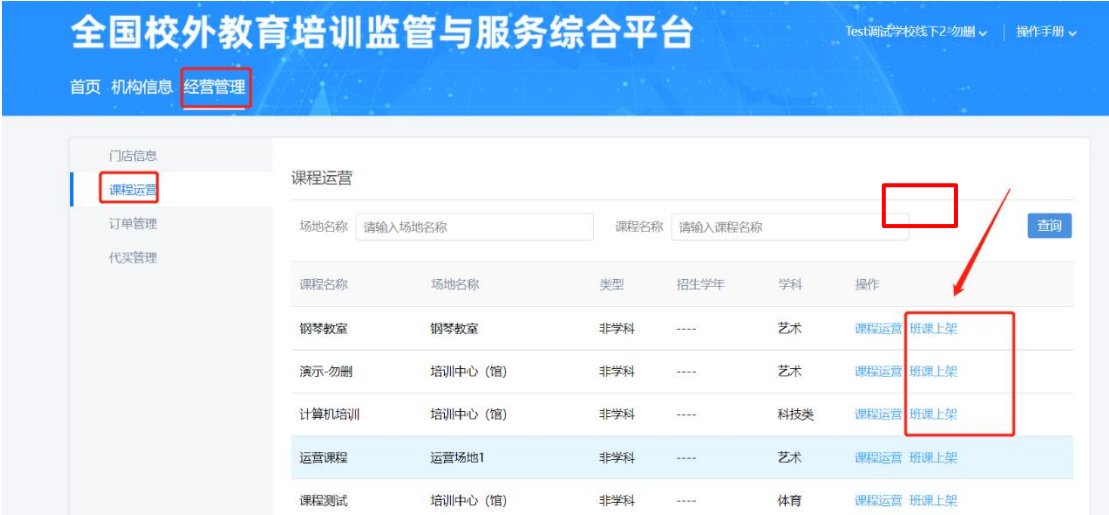 全国校外教育培训监管与服务综合平台
Test调试学校线下2-勿删 操作手册
首页 机构信息 经营管理
门店信息
课程运营
订单管理
代买管理
课程运营
场地名称 请输入场地名称 课程名称 请输入课程名称 查询
课程名称 场地名称 类型 招生学年 学科 操作
钢琴教室 钢琴教室 非学科 ---- 艺术 课程运营 班课上架
演示-勿删 培训中心（馆） 非学科 ---- 艺术 课程运营 班课上架
计算机培训 培训中心（馆） 非学科 ---- 科技类 课程运营 班课上架
运营课程 运营场地1 非学科 ---- 艺术 课程运营 班课上架
课程测试 培训中心（馆） 非学科 ---- 体育 课程运营 班课上架